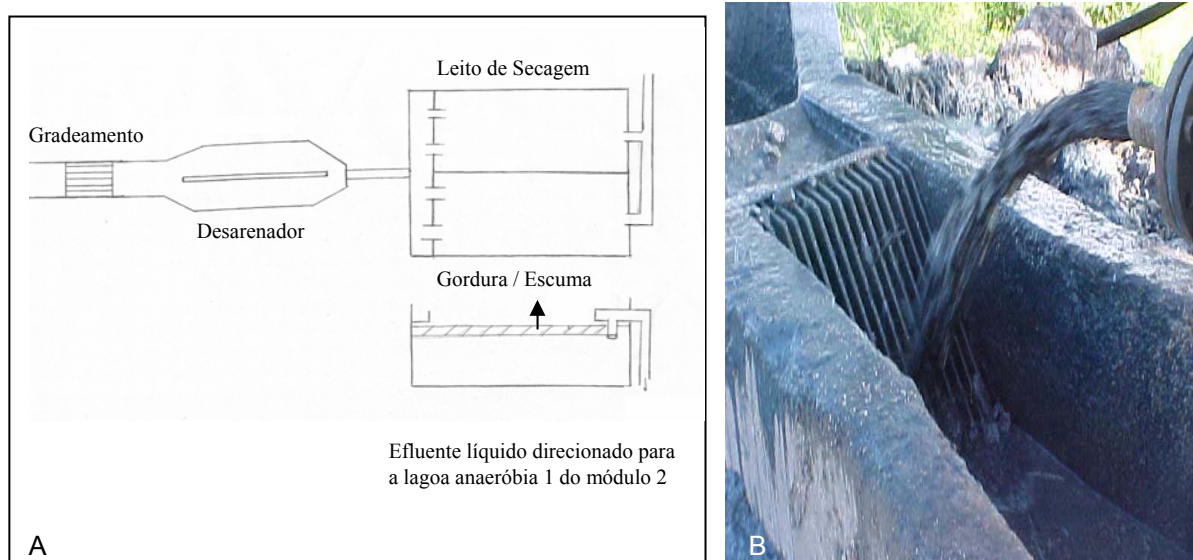 Leito de Secagem
Gradeamento
Desarenador
Gordura / Escuma
Efluente líquido direcionado para
a lagoa anaeróbia 1 do módulo 2
A
B